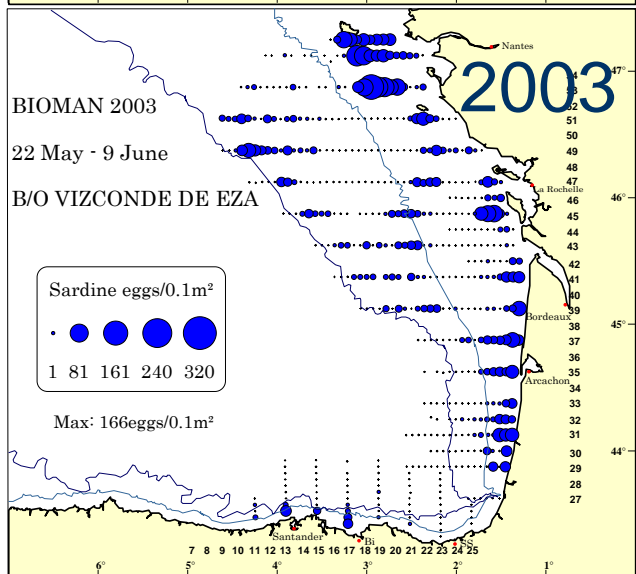 Nantes
2003
47°
54
53
52
BIOMAN 2003
51
50
22 May - 9 June
49
48
47
La Rochelle
B/O VIZCONDE DE EZA
46
46°
45
44
43
42
41
Sardine eggs/0.1m²
40
39
Bordeaux
38
37
1 81 161 240 320
36
35
Arcachon
34
Max: 166eggs/0.1m²
33
32
31
44°
30
29
28
27
Santander
Bi
SS
7 8 9 10 11 12 13 14 15 16 17 18 19 20 21 22 23 24 25
6° 5° 4° 3° 2° 1°